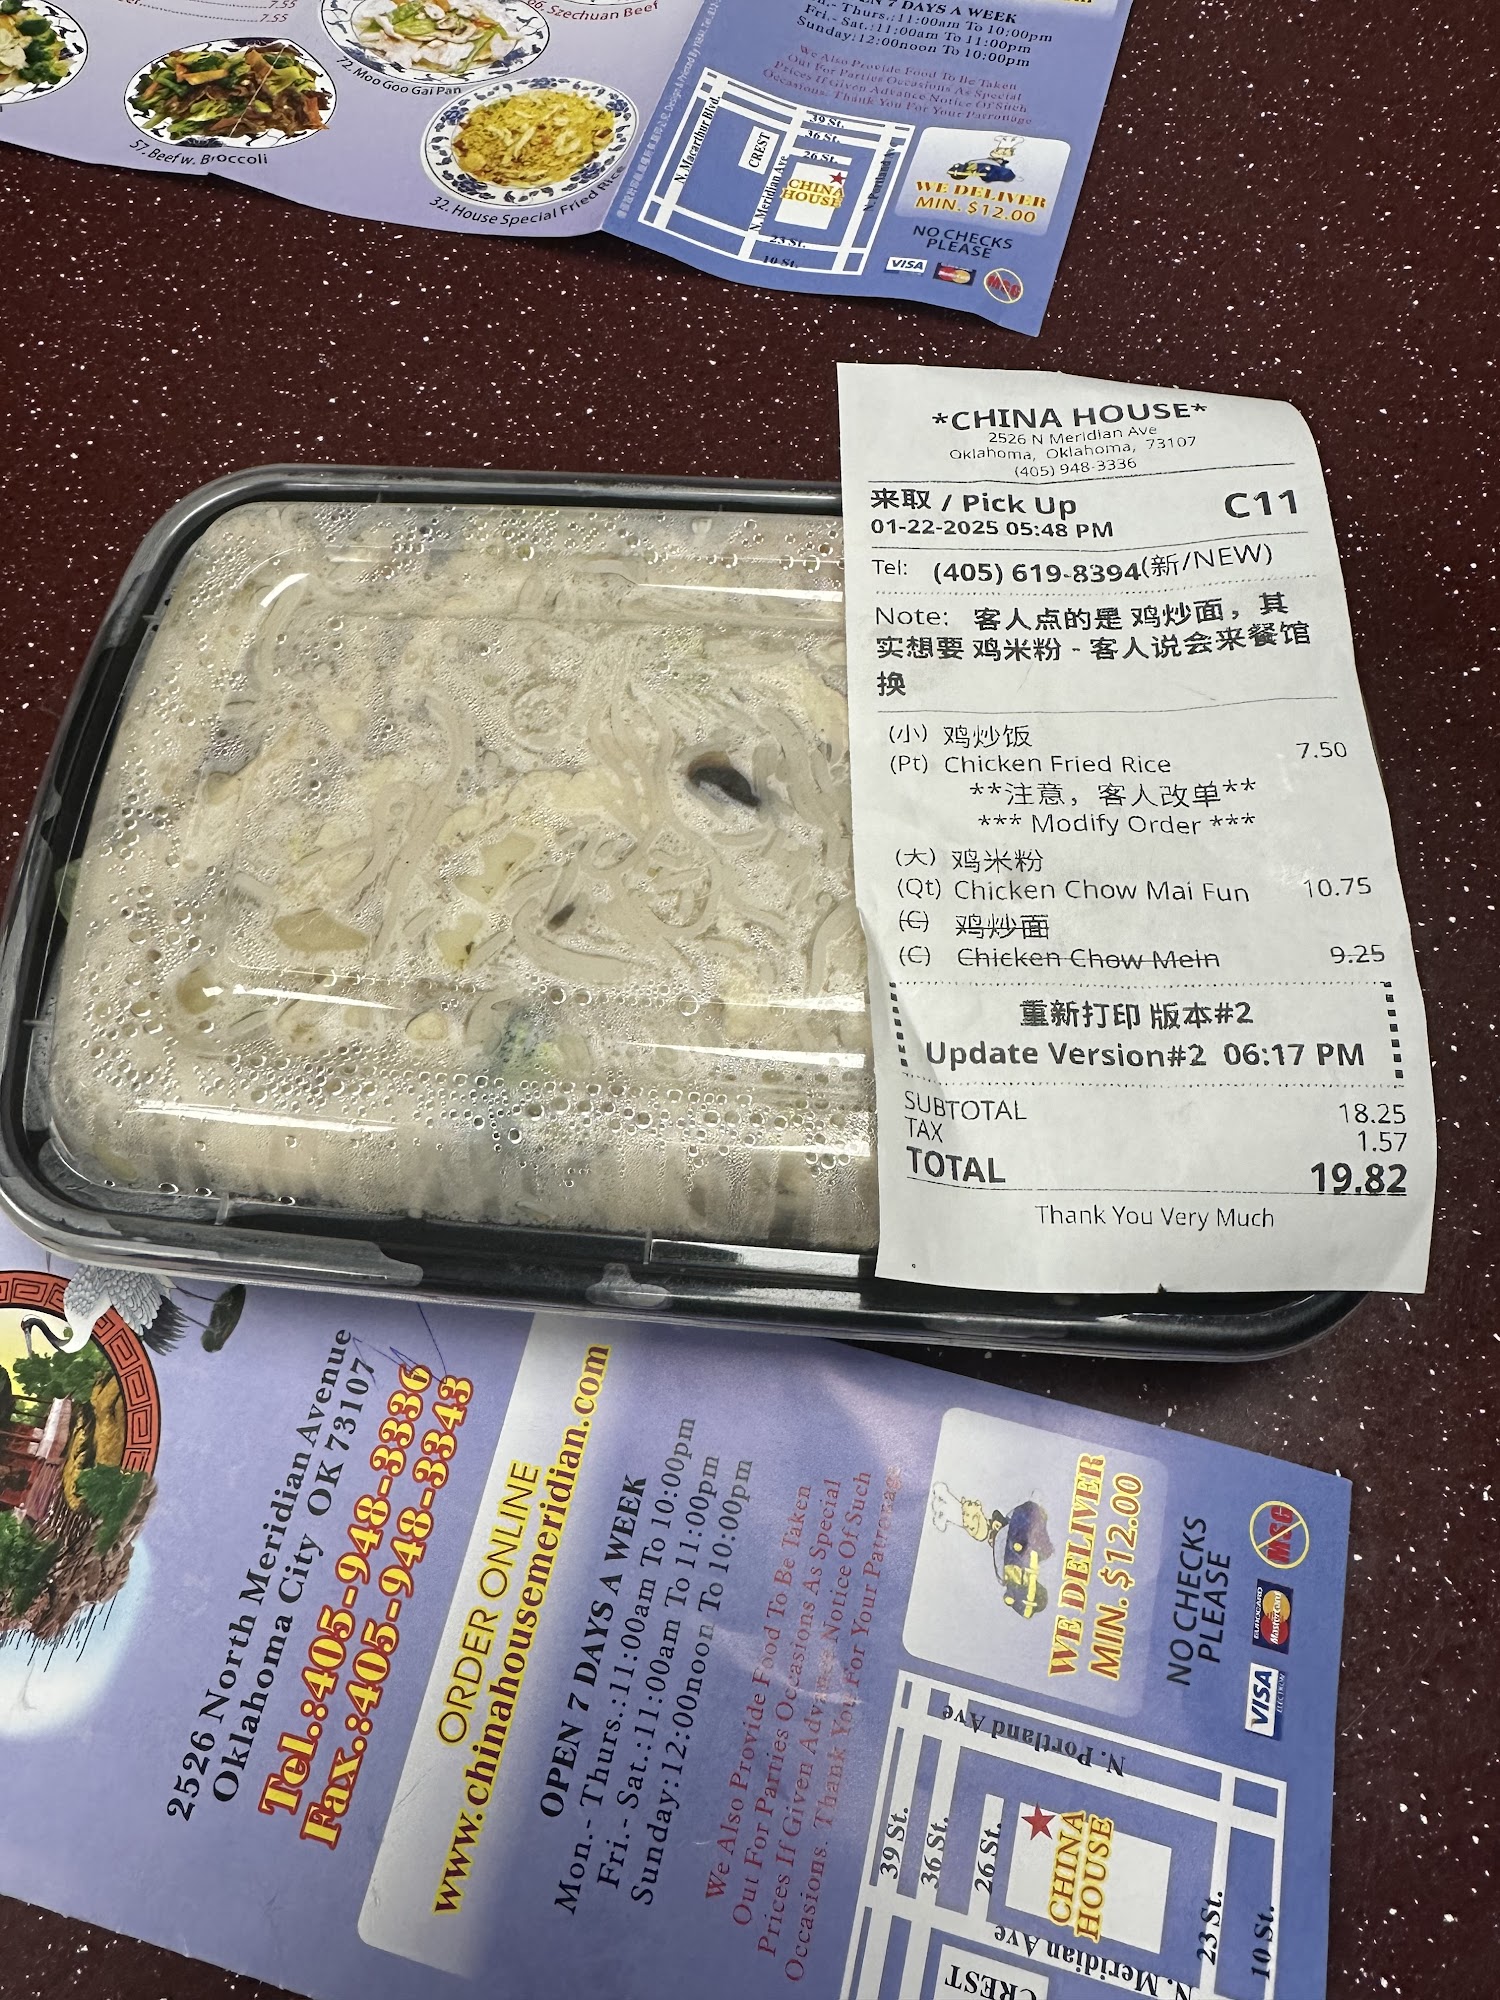 7.55
7.55
66. Szechuan Beef
72. Moo Goo Gai Pan
57. Beef w. Broccoli
32. House Special Fried Rice
OPEN 7 DAYS A WEEK
Fri.- Thurs.:11:00am To 10:00pm
Fri.- Sat.:11:00am To 11:00pm
Sunday:12:00noon To 10:00pm
We Also Provide Food To Be Taken
Out For Parties Occasions As Special
Prices If Given Advance Notice Of Such
Occasions. Thank You For Your Patronage
39 St.
36 St.
26 St.
N. Macarthur Blvd.
CREST
N. Meridian Ave
CHINA
HOUSE
23 St.
10 St.
WE DELIVER
MIN. $12.00
NO CHECKS
PLEASE
VISA
MasterCard
MSG
*CHINA HOUSE*
2526 N Meridian Ave
Oklahoma, Oklahoma, 73107
(405) 948-3336
来取 / Pick Up C11
01-22-2025 05:48 PM
Tel: (405) 619-8394(新/NEW)
Note: 客人点的是 鸡炒面，其
实想要 鸡米粉 - 客人说会来餐馆
换
(小) 鸡炒饭
(Pt) Chicken Fried Rice 7.50
**注意，客人改单**
*** Modify Order ***
(大) 鸡米粉
(Qt) Chicken Chow Mai Fun 10.75
(C) 鸡炒面
(C) Chicken Chow Mein 9.25
重新打印 版本#2
Update Version#2 06:17 PM
SUBTOTAL 18.25
TAX 1.57
TOTAL 19.82
Thank You Very Much
2526 North Meridian Avenue
Oklahoma City OK 73107
Tel.:405-948-3336
Fax.:405-948-3343
ORDER ONLINE
www.chinahousemeridian.com
OPEN 7 DAYS A WEEK
Mon.- Thurs.:11:00am To 10:00pm
Fri.- Sat.:11:00am To 11:00pm
Sunday:12:00noon To 10:00pm
We Also Provide Food To Be Taken
Out For Parties Occasions As Special
Prices If Given Advance Notice Of Such
Occasions. Thank You For Your Patronage
WE DELIVER
MIN. $12.00
NO CHECKS
PLEASE
MSG
MasterCard
VISA
ELECTRON
N. Portland Ave
39 St.
36 St.
26 St.
CHINA
HOUSE
23 St.
10 St.
N. Meridian Ave
CREST